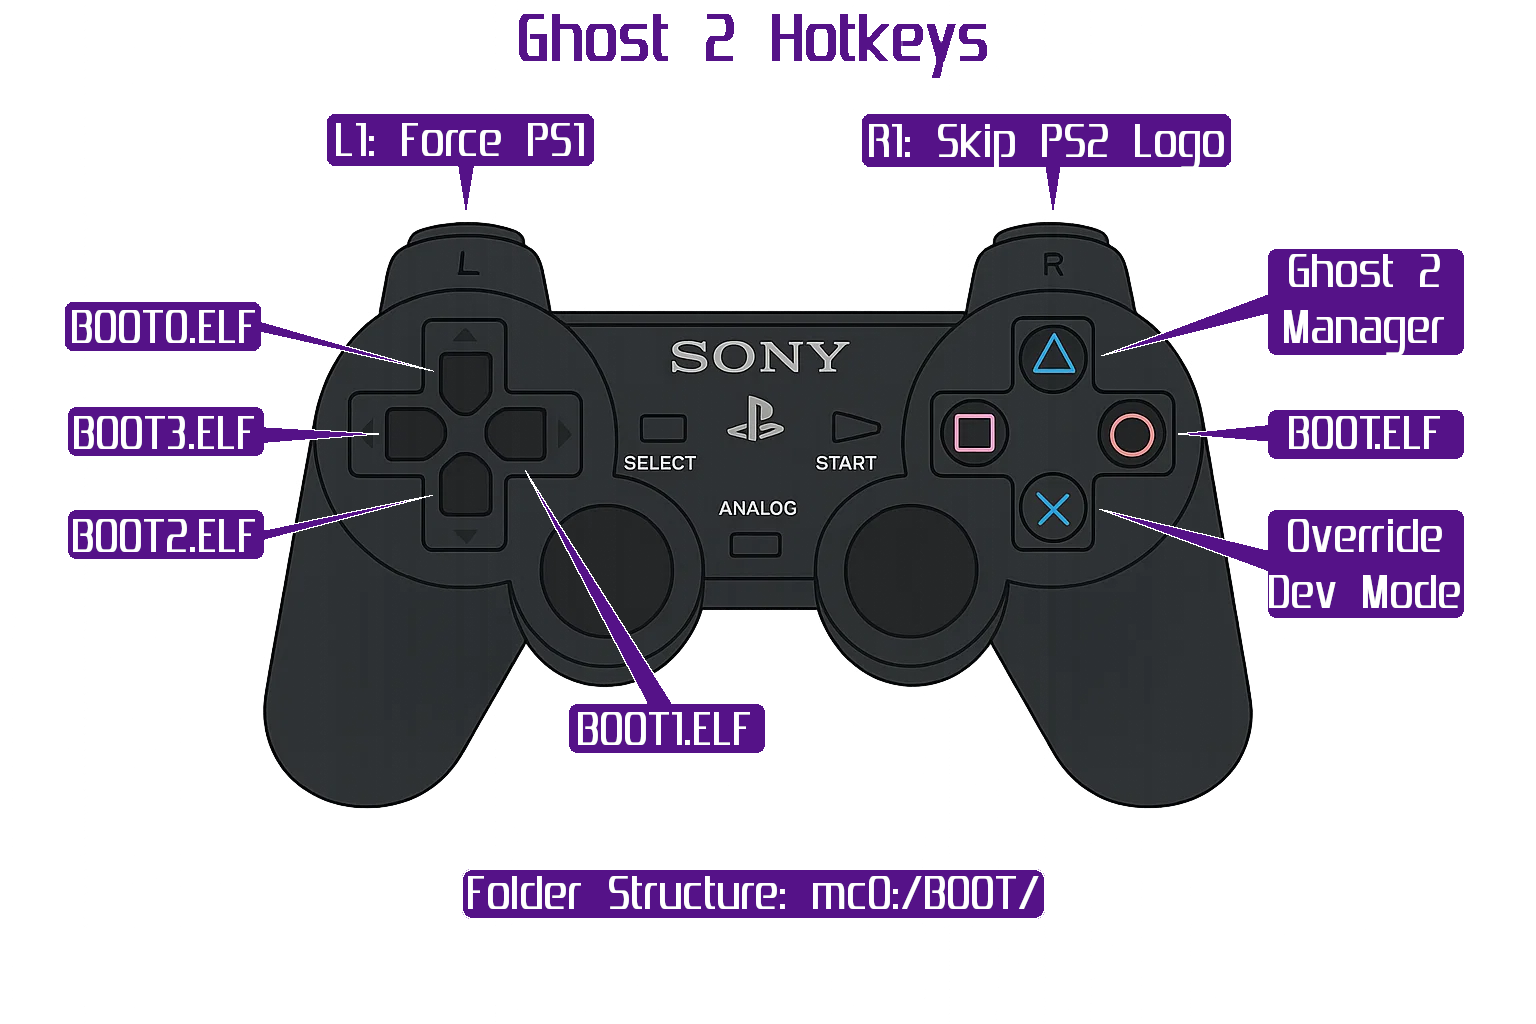 Ghost 2 Hotkeys
L1: Force PS1
R1: Skip PS2 Logo
L
R
Ghost 2
Manager
BOOT0.ELF
SONY
BOOT3.ELF
BOOT.ELF
SELECT
START
ANALOG
BOOT2.ELF
Override
Dev Mode
BOOT1.ELF
Folder Structure: mc0:/BOOT/